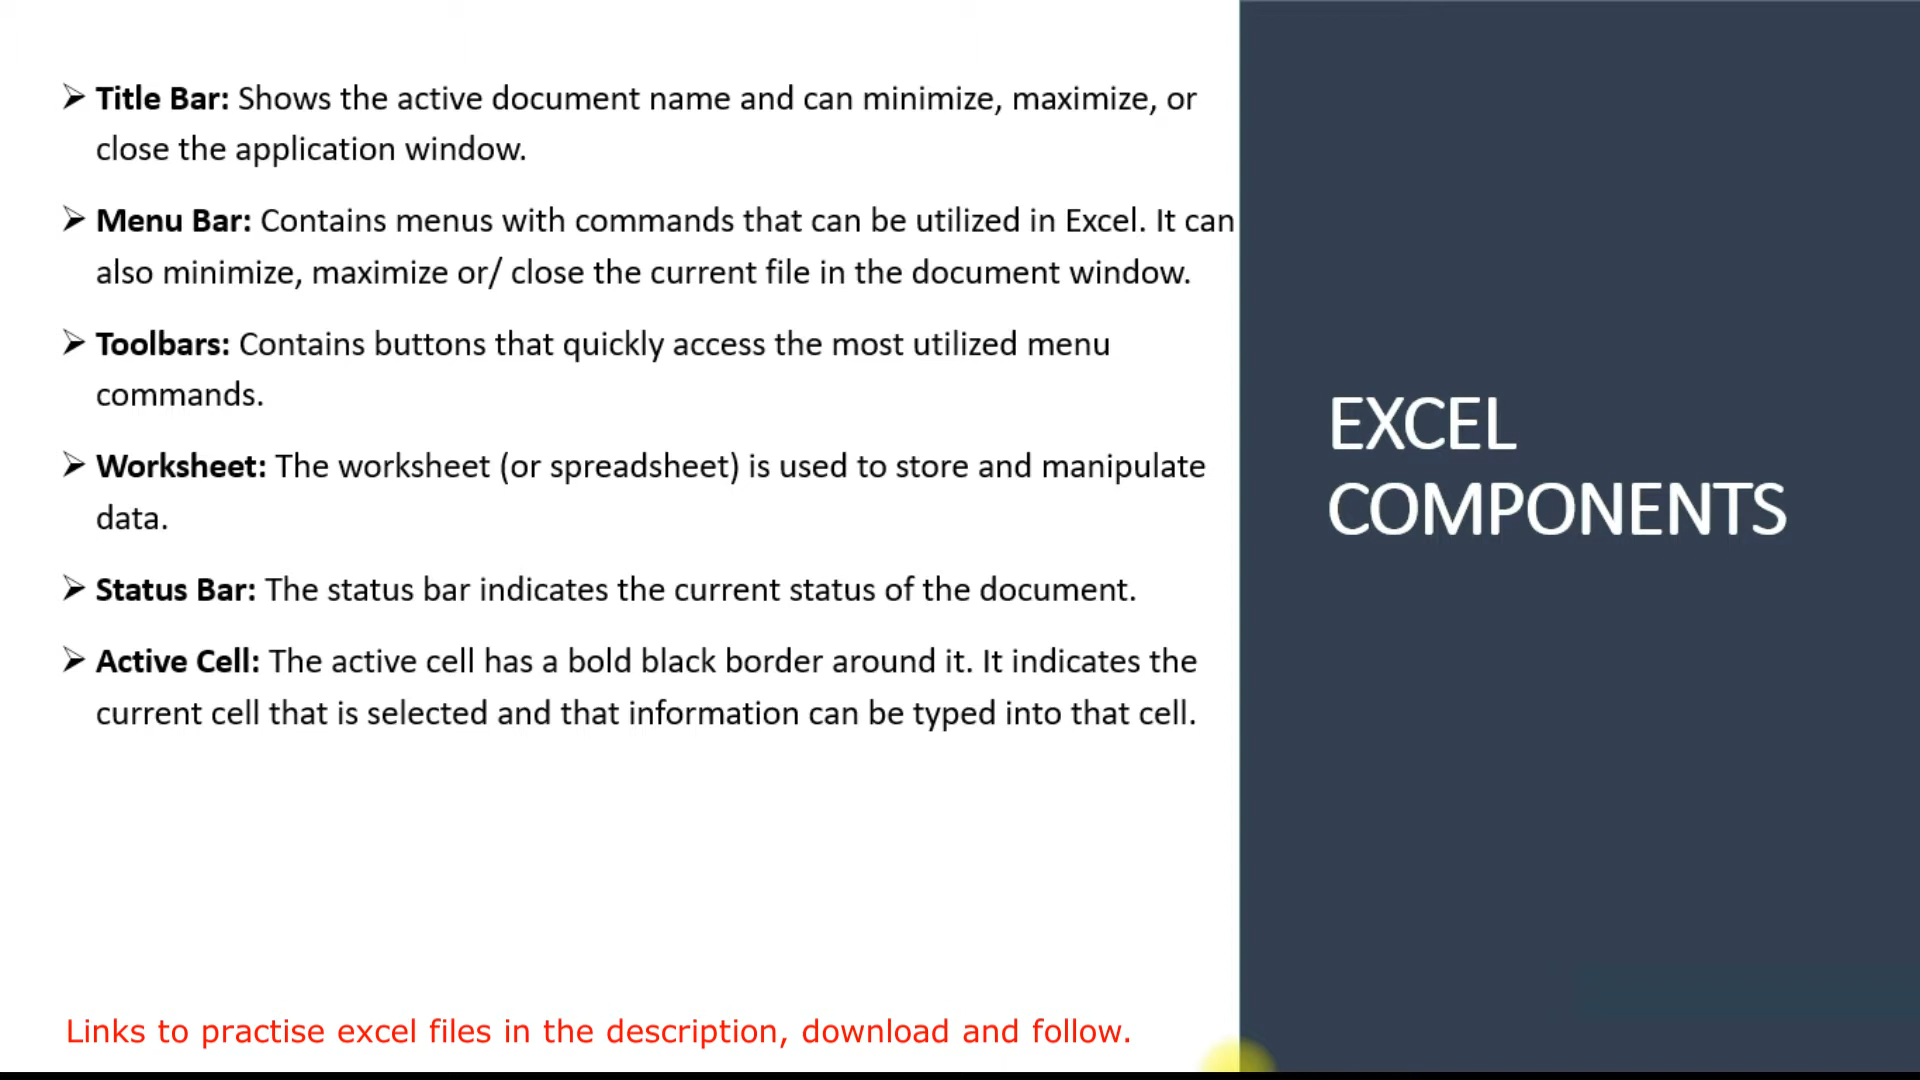 ➢ Title Bar: Shows the active document name and can minimize, maximize, or
close the application window.
➢ Menu Bar: Contains menus with commands that can be utilized in Excel. It can
also minimize, maximize or/ close the current file in the document window.
➢ Toolbars: Contains buttons that quickly access the most utilized menu
commands.
➢ Worksheet: The worksheet (or spreadsheet) is used to store and manipulate
data.
➢ Status Bar: The status bar indicates the current status of the document.
➢ Active Cell: The active cell has a bold black border around it. It indicates the
current cell that is selected and that information can be typed into that cell.
EXCEL
COMPONENTS
Links to practise excel files in the description, download and follow.